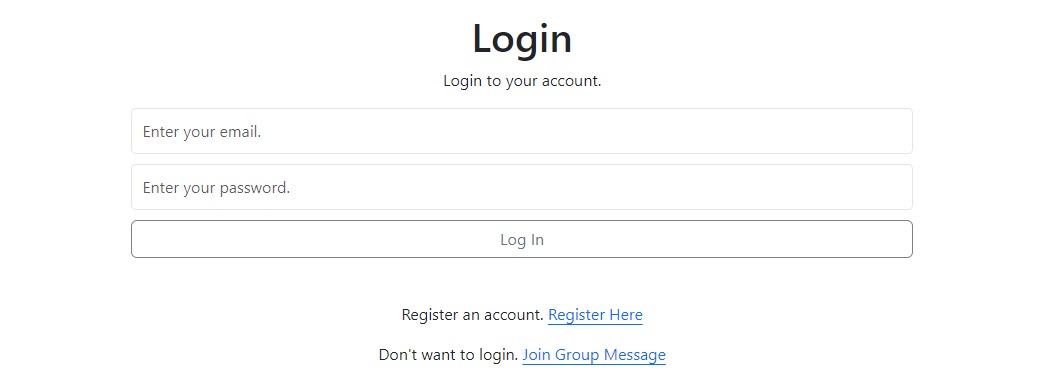 Login
Login to your account.
Enter your email.
Enter your password.
Log In
Register an account. Register Here
Don't want to login. Join Group Message